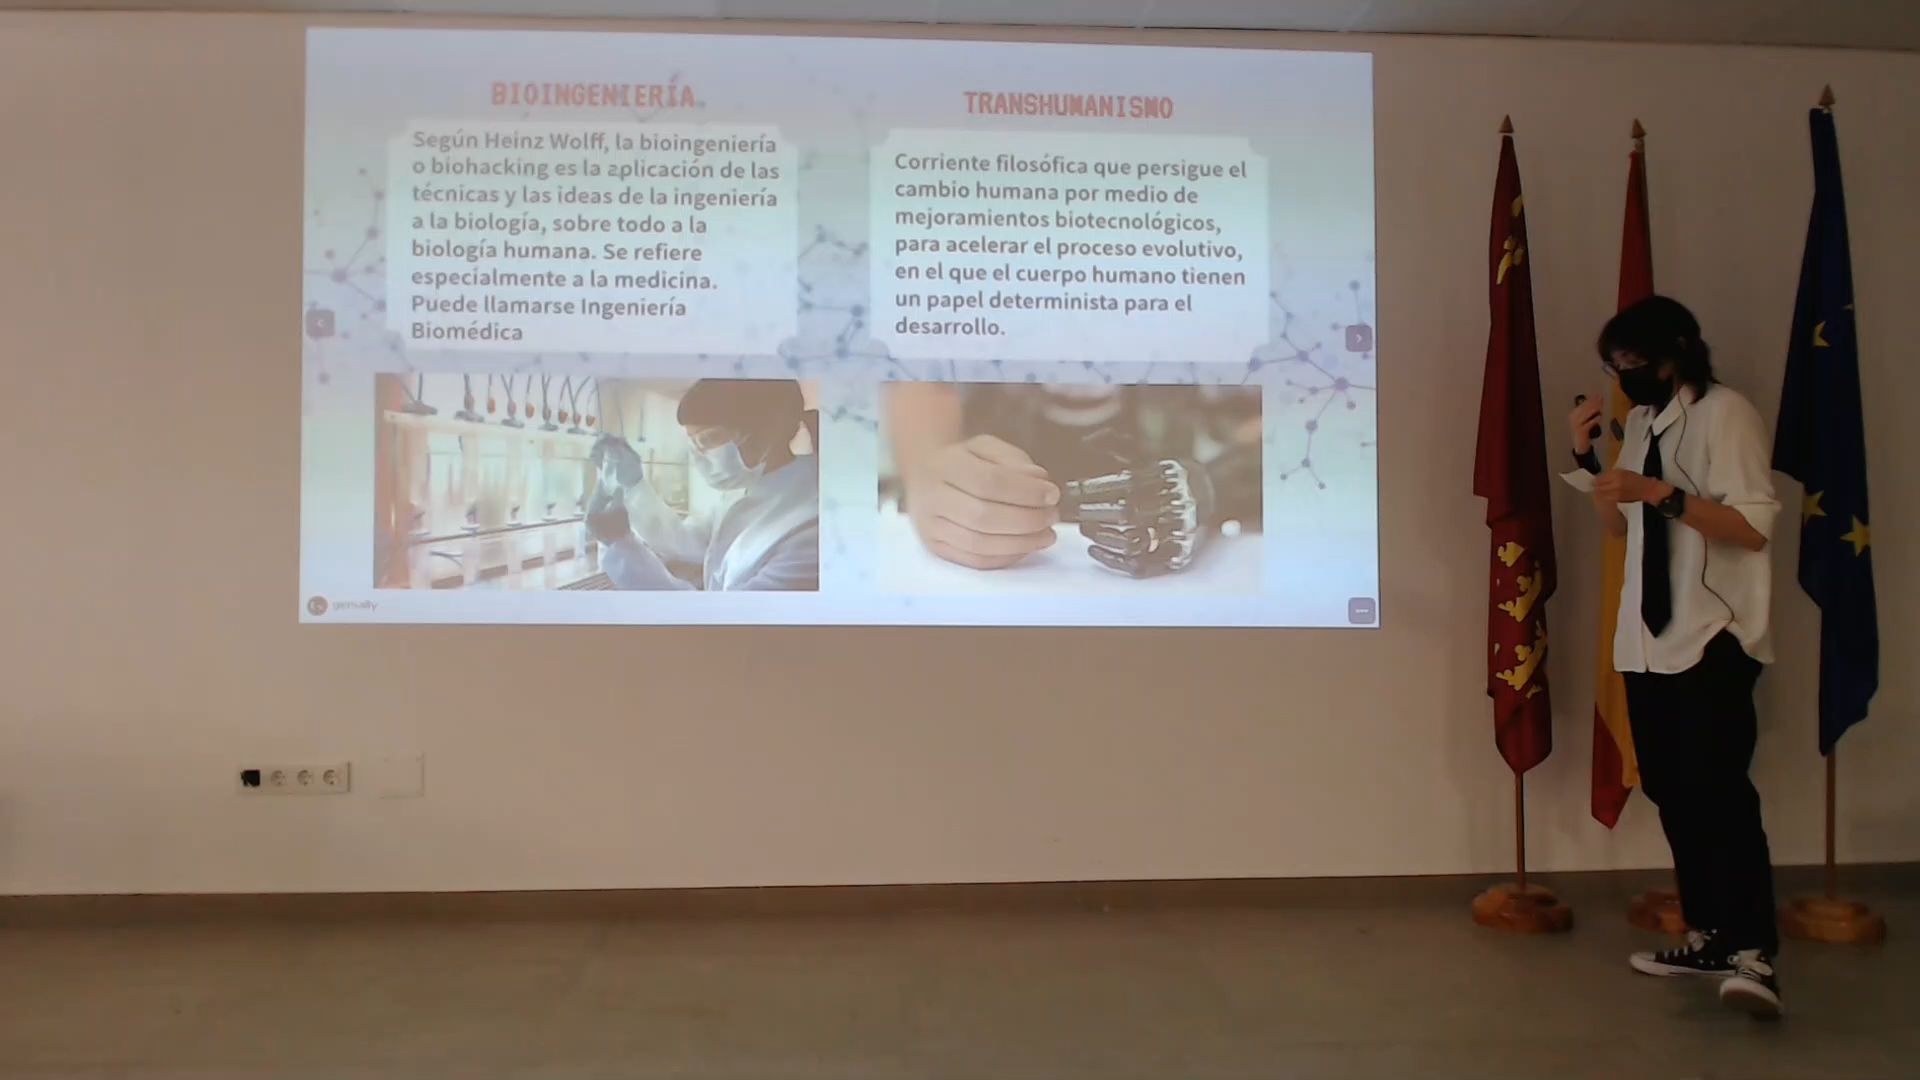 BIOINGENIERÍA.
Según Heinz Wolff, la bioingeniería
o biohacking es la aplicación de las
técnicas y las ideas de la ingeniería
a la biología, sobre todo a la
biología humana. Se refiere
especialmente a la medicina.
Puede llamarse Ingeniería
Biomédica
TRANSHUMANISMO
Corriente filosófica que persigue el
cambio humana por medio de
mejoramientos biotecnológicos,
para acelerar el proceso evolutivo,
en el que el cuerpo humano tienen
un papel determinista para el
desarrollo.
genially